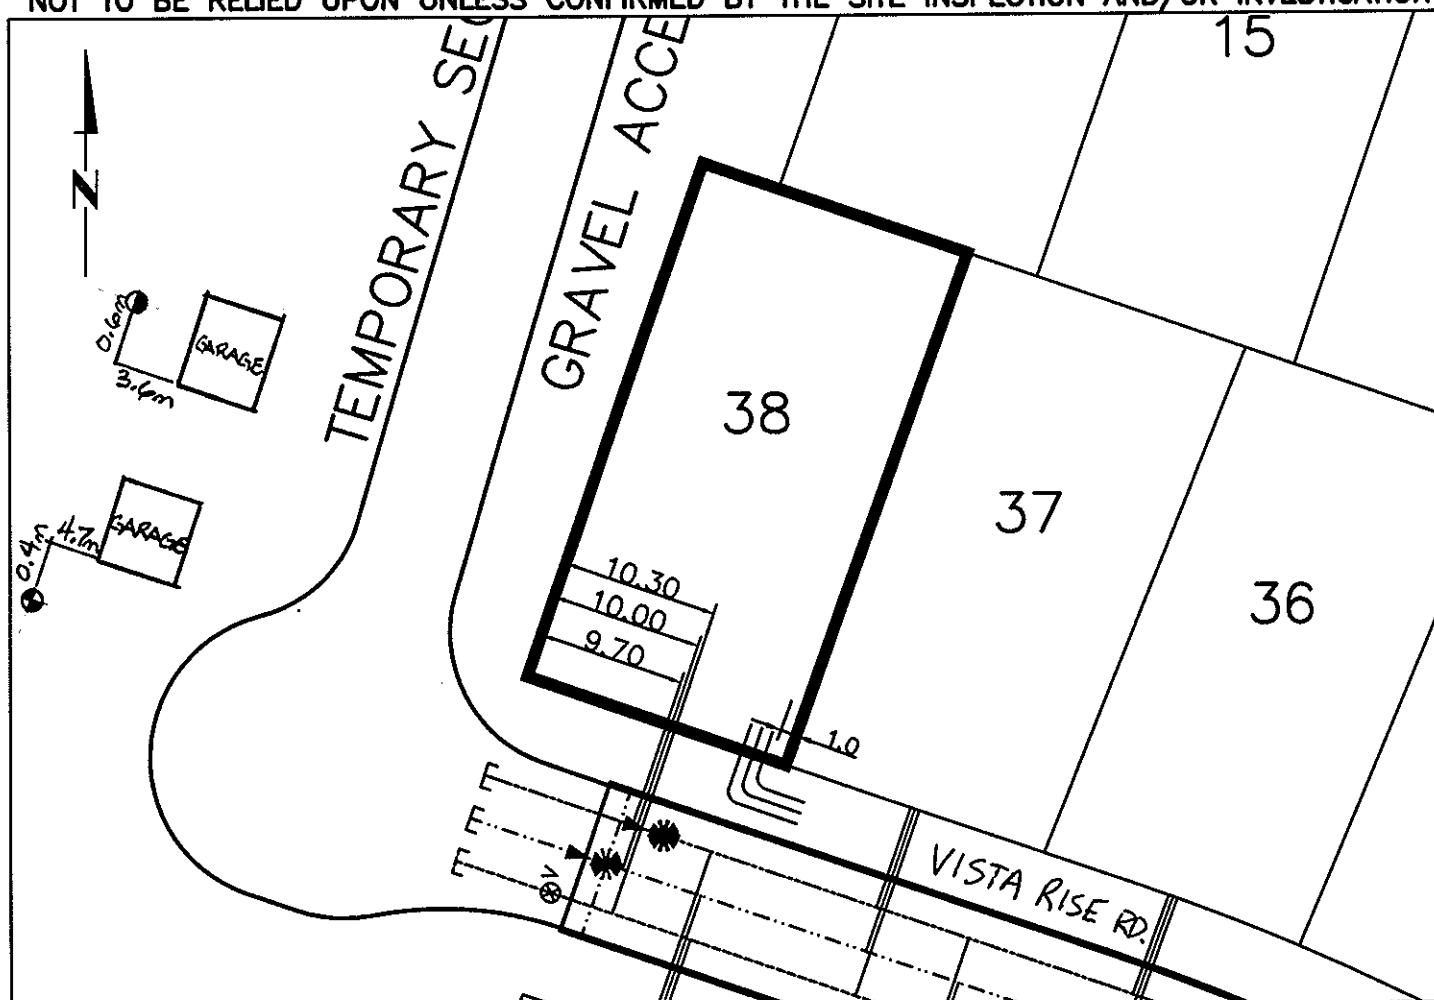 NOT TO BE RELIED UPON UNLESS CONFIRMED BY THE SITE INSPECTION AND/OR INVESTIGATION
15
TEMPORARY SEC
GRAVEL ACCE
N
0.6m
3.6m
GARAGE
GARAGE
4.7m
0.4m
38
37
36
10.30
10.00
9.70
1.0
V
VISTA RISE RD.